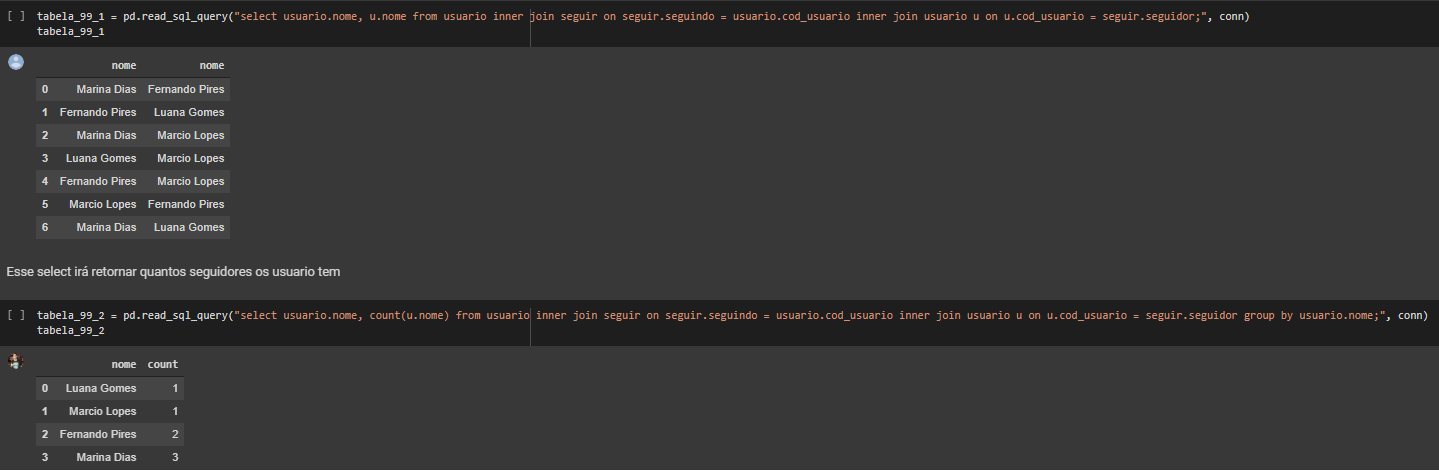 [ ] tabela_99_1 = pd.read_sql_query("select usuario.nome, u.nome from usuario inner join seguir on seguir.seguindo = usuario.cod_usuario inner join usuario u on u.cod_usuario = seguir.seguidor;", conn)
tabela_99_1
nome nome
0 Marina Dias Fernando Pires
1 Fernando Pires Luana Gomes
2 Marina Dias Marcio Lopes
3 Luana Gomes Marcio Lopes
4 Fernando Pires Marcio Lopes
5 Marcio Lopes Fernando Pires
6 Marina Dias Luana Gomes
Esse select irá retornar quantos seguidores os usuario tem
[ ] tabela_99_2 = pd.read_sql_query("select usuario.nome, count(u.nome) from usuario inner join seguir on seguir.seguindo = usuario.cod_usuario inner join usuario u on u.cod_usuario = seguir.seguidor group by usuario.nome;", conn)
tabela_99_2
nome count
0 Luana Gomes 1
1 Marcio Lopes 1
2 Fernando Pires 2
3 Marina Dias 3